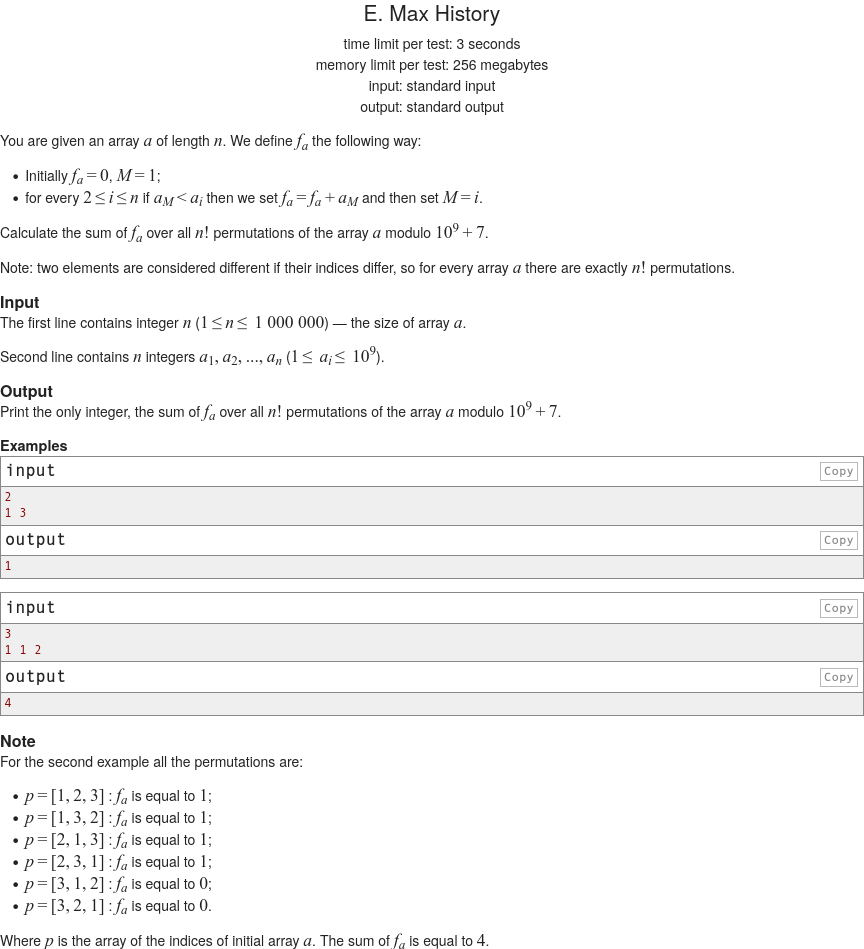 E. Max History
time limit per test: 3 seconds
memory limit per test: 256 megabytes
input: standard input
output: standard output
You are given an array a of length n. We define f_a the following way:
• Initially f_a = 0, M = 1;
• for every 2 ≤ i ≤ n if a_M < a_i then we set f_a = f_a + a_M and then set M = i.
Calculate the sum of f_a over all n! permutations of the array a modulo 10^9 + 7.
Note: two elements are considered different if their indices differ, so for every array a there are exactly n! permutations.
Input
The first line contains integer n (1 ≤ n ≤ 1 000 000) — the size of array a.
Second line contains n integers a_1, a_2, ..., a_n (1 ≤ a_i ≤ 10^9).
Output
Print the only integer, the sum of f_a over all n! permutations of the array a modulo 10^9 + 7.
Examples
input Copy
2
1 3
output Copy
1
input Copy
3
1 1 2
output Copy
4
Note
For the second example all the permutations are:
• p = [1, 2, 3] : f_a is equal to 1;
• p = [1, 3, 2] : f_a is equal to 1;
• p = [2, 1, 3] : f_a is equal to 1;
• p = [2, 3, 1] : f_a is equal to 1;
• p = [3, 1, 2] : f_a is equal to 0;
• p = [3, 2, 1] : f_a is equal to 0.
Where p is the array of the indices of initial array a. The sum of f_a is equal to 4.